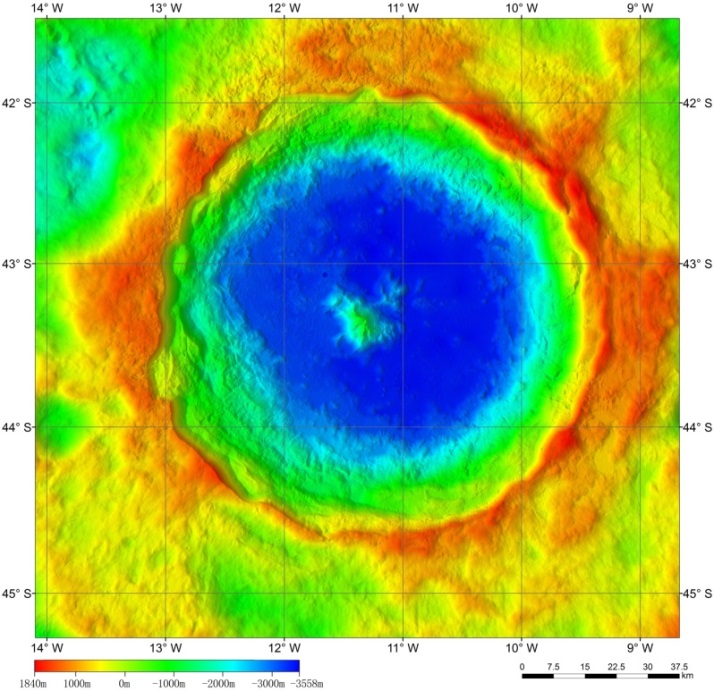 14° W 13° W 12° W 11° W 10° W 9° W
42° S 42° S
43° S 43° S
44° S 44° S
45° S 45° S
14° W 13° W 12° W 11° W 10° W 9° W
1840m 1000m 0m -1000m -2000m -3000m -3558m
0 7.5 15 22.5 30 37.5
km